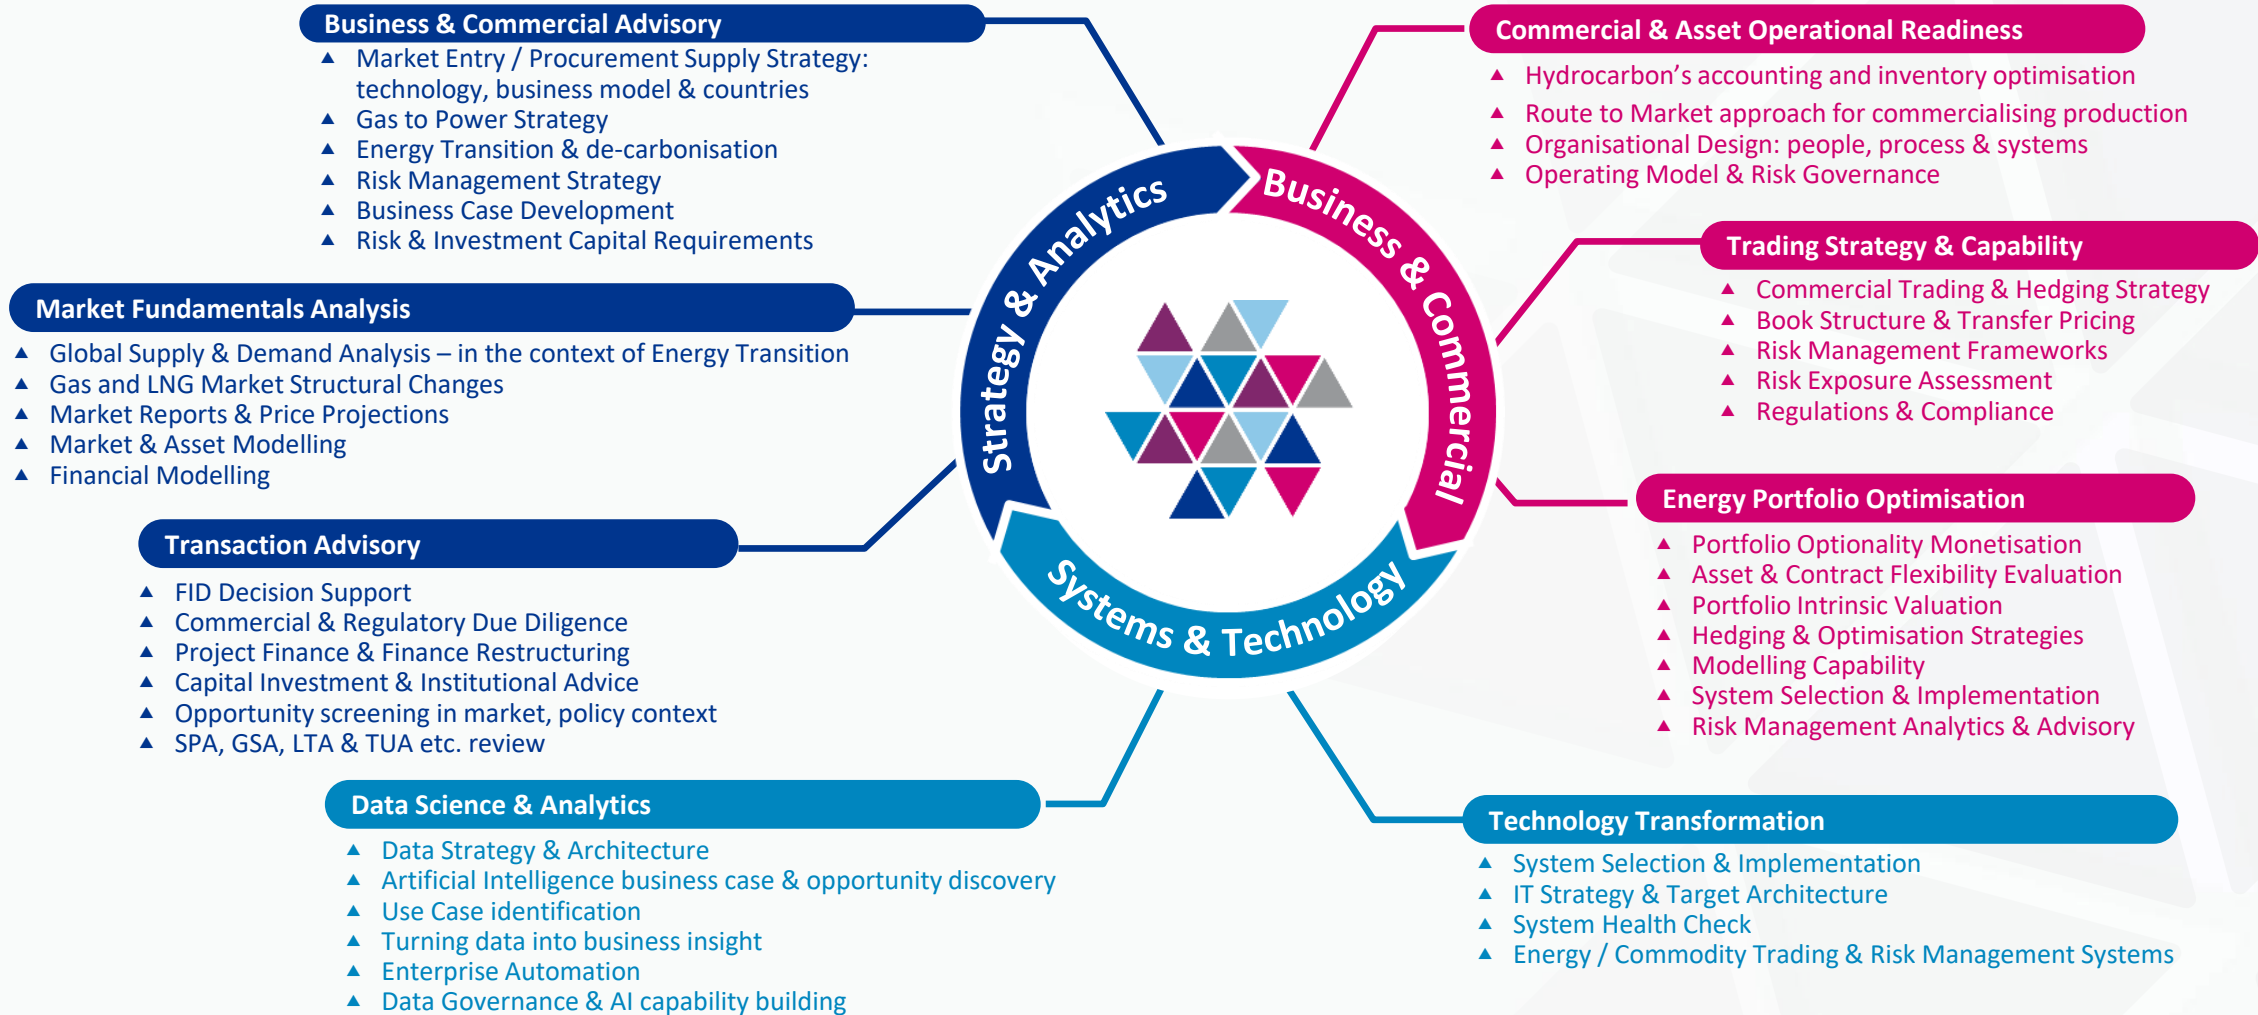 Business & Commercial Advisory
Market Entry / Procurement Supply Strategy:
technology, business model & countries
Gas to Power Strategy
Energy Transition & de-carbonisation
Risk Management Strategy
Business Case Development
Risk & Investment Capital Requirements
Market Fundamentals Analysis
Global Supply & Demand Analysis – in the context of Energy Transition
Gas and LNG Market Structural Changes
Market Reports & Price Projections
Market & Asset Modelling
Financial Modelling
Transaction Advisory
FID Decision Support
Commercial & Regulatory Due Diligence
Project Finance & Finance Restructuring
Capital Investment & Institutional Advice
Opportunity screening in market, policy context
SPA, GSA, LTA & TUA etc. review
Data Science & Analytics
Data Strategy & Architecture
Artificial Intelligence business case & opportunity discovery
Use Case identification
Turning data into business insight
Enterprise Automation
Data Governance & AI capability building
Strategy & Analytics
Business & Commercial
Systems & Technology
Commercial & Asset Operational Readiness
Hydrocarbon’s accounting and inventory optimisation
Route to Market approach for commercialising production
Organisational Design: people, process & systems
Operating Model & Risk Governance
Trading Strategy & Capability
Commercial Trading & Hedging Strategy
Book Structure & Transfer Pricing
Risk Management Frameworks
Risk Exposure Assessment
Regulations & Compliance
Energy Portfolio Optimisation
Portfolio Optionality Monetisation
Asset & Contract Flexibility Evaluation
Portfolio Intrinsic Valuation
Hedging & Optimisation Strategies
Modelling Capability
System Selection & Implementation
Risk Management Analytics & Advisory
Technology Transformation
System Selection & Implementation
IT Strategy & Target Architecture
System Health Check
Energy / Commodity Trading & Risk Management Systems